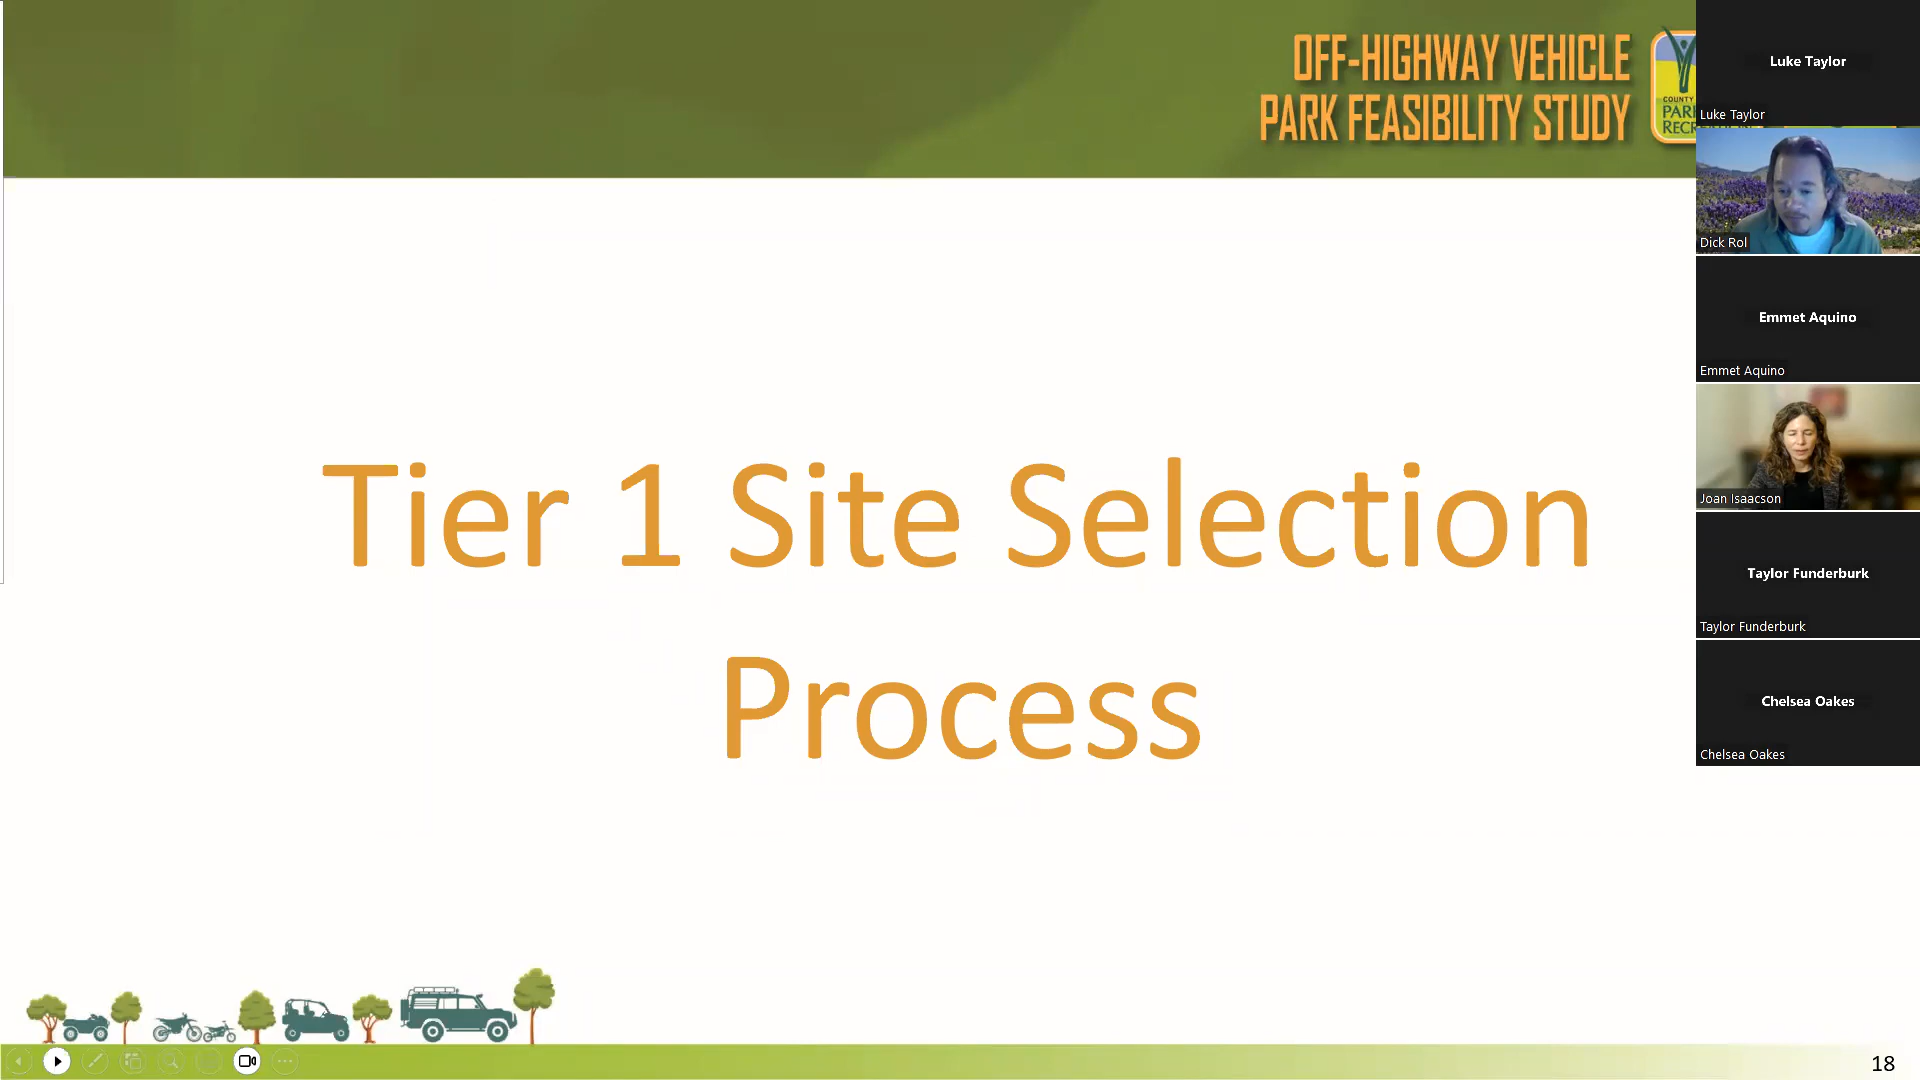 OFF-HIGHWAY VEHICLE
PARK FEASIBILITY STUDY
COUNTY
Tier 1 Site Selection
Process
18
Luke Taylor
Luke Taylor
Dick Rol
Emmet Aquino
Emmet Aquino
Joan Isaacson
Taylor Funderburk
Taylor Funderburk
Chelsea Oakes
Chelsea Oakes